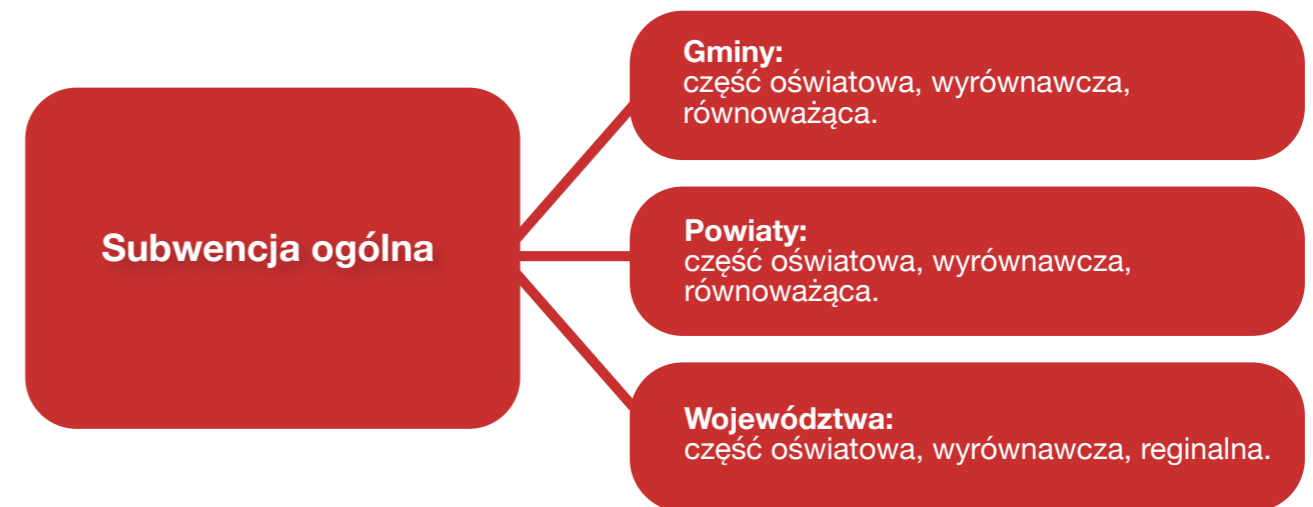 Subwencja ogólna
Gminy:
część oświatowa, wyrównawcza,
równoważąca.
Powiaty:
część oświatowa, wyrównawcza,
równoważąca.
Województwa:
część oświatowa, wyrównawcza, reginalna.